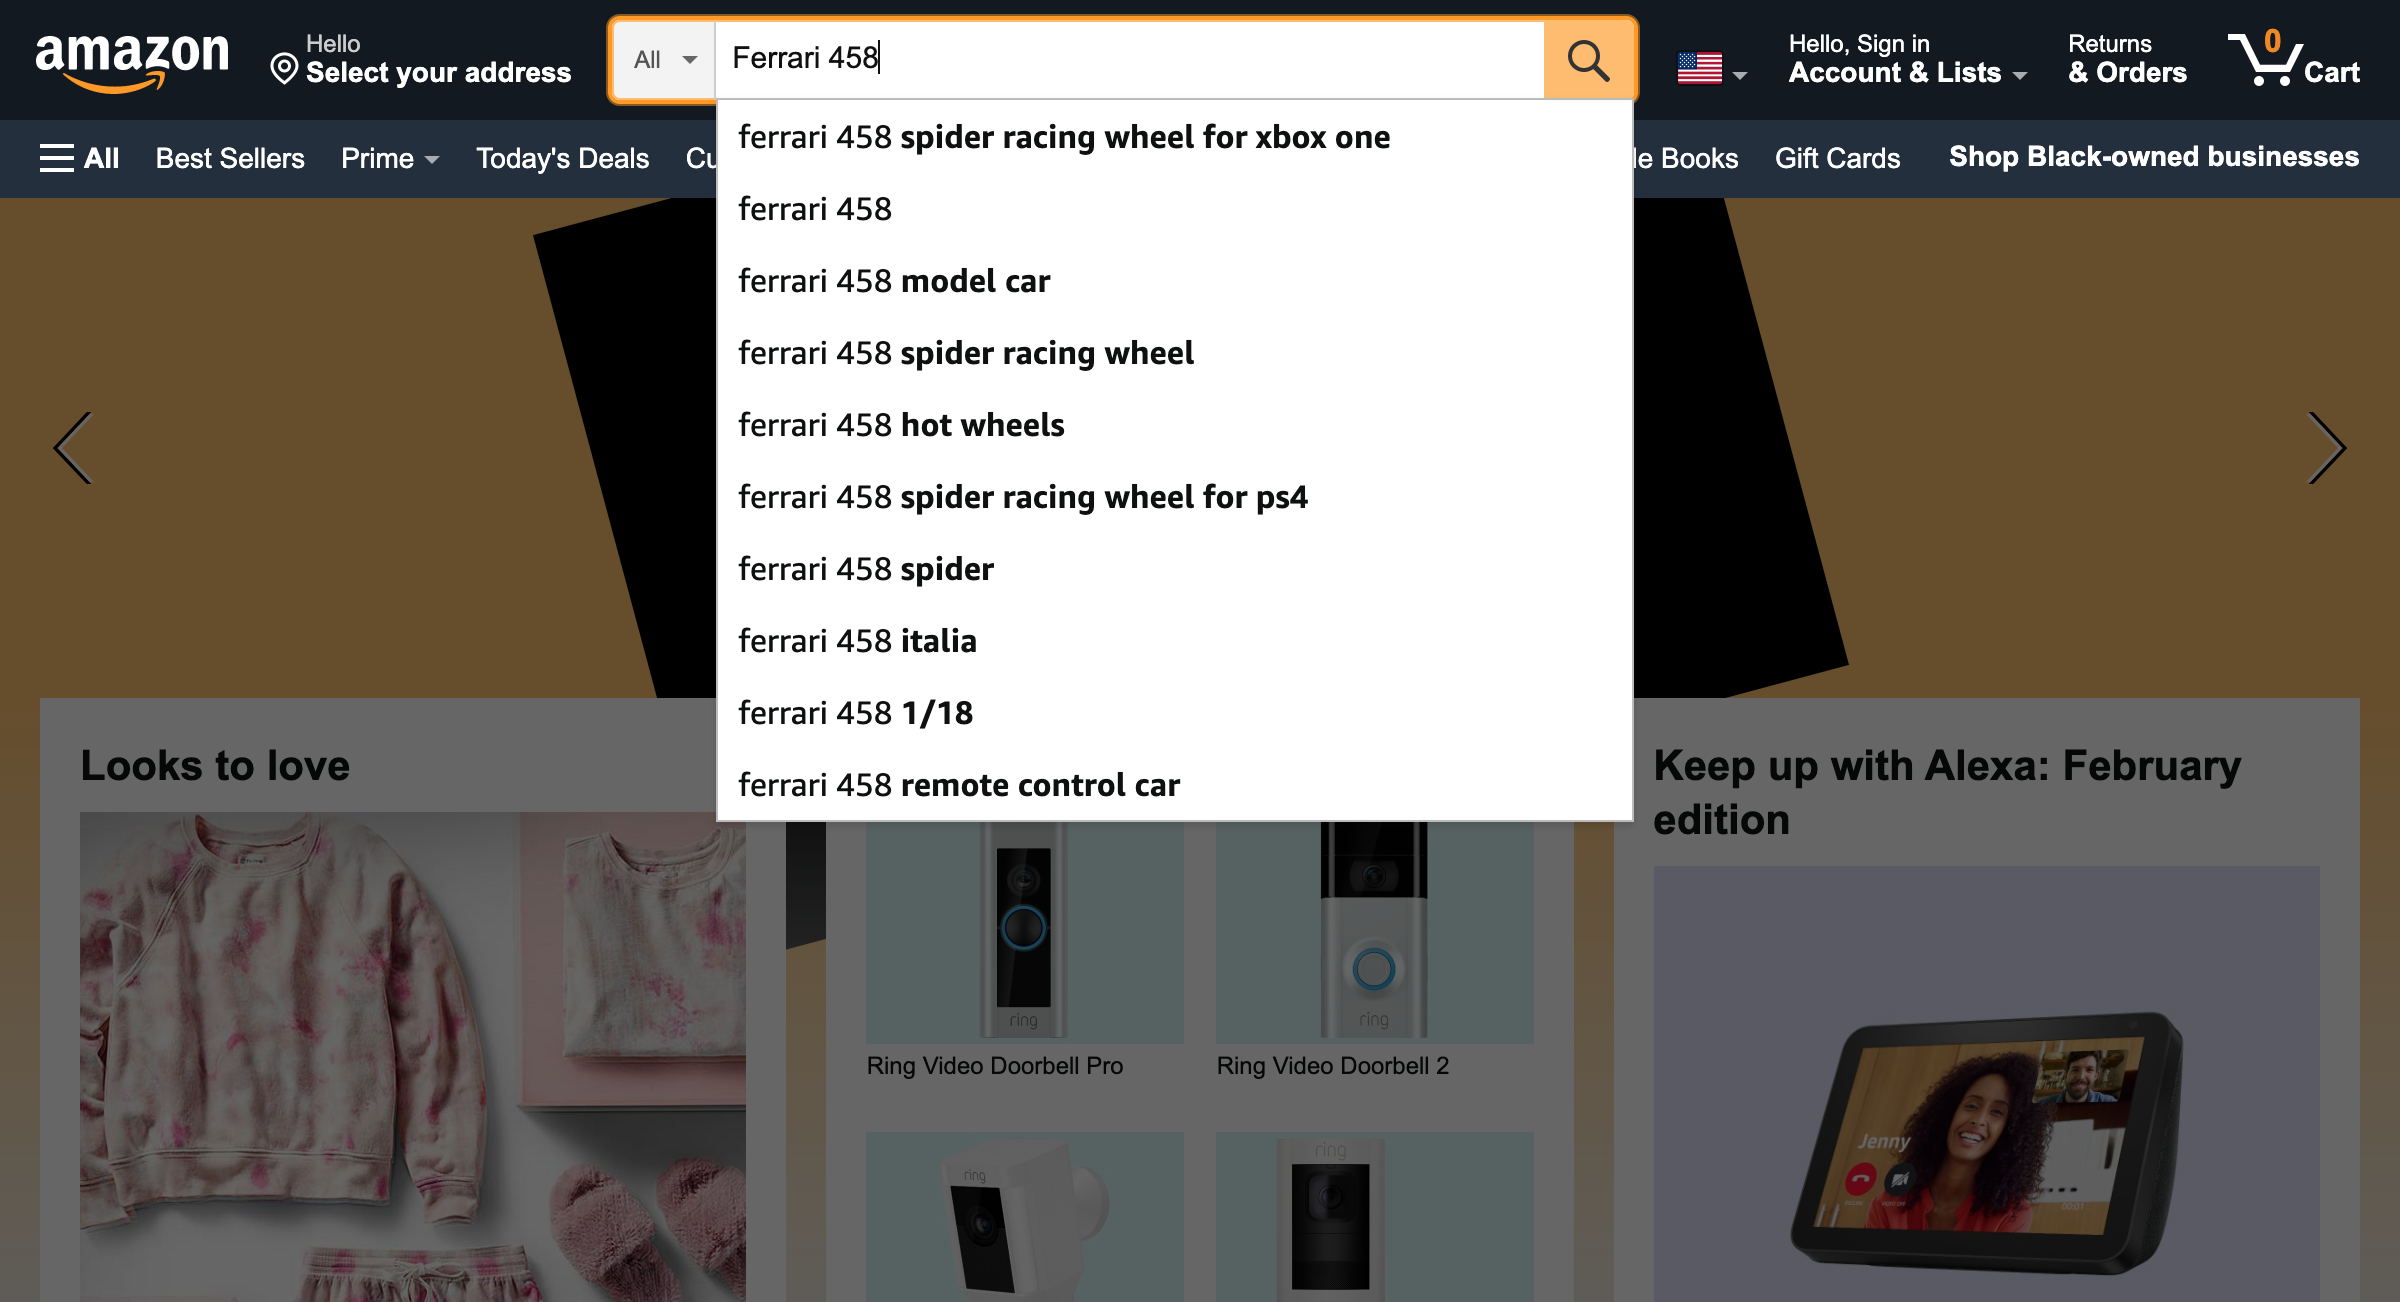 amazon
Hello
Select your address
All
Ferrari 458
Hello, Sign in
Account & Lists
Returns
& Orders
0
Cart
All
Best Sellers
Prime
Today's Deals
Cu
le Books
Gift Cards
Shop Black-owned businesses
ferrari 458 spider racing wheel for xbox one
ferrari 458
ferrari 458 model car
ferrari 458 spider racing wheel
ferrari 458 hot wheels
ferrari 458 spider racing wheel for ps4
ferrari 458 spider
ferrari 458 italia
ferrari 458 1/18
ferrari 458 remote control car
Looks to love
Keep up with Alexa: February
edition
ring
ring
Ring Video Doorbell Pro
Ring Video Doorbell 2
ring
ring
Jenny